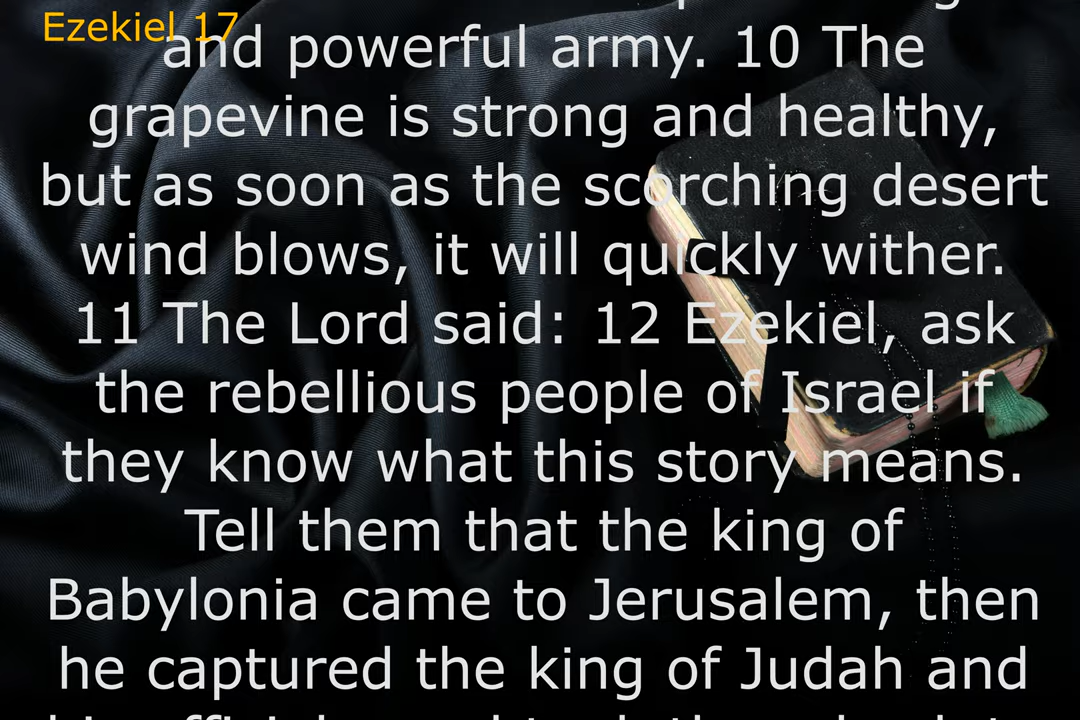 Ezekiel 17
and powerful army. 10 The
grapevine is strong and healthy,
but as soon as the scorching desert
wind blows, it will quickly wither.
11 The Lord said: 12 Ezekiel, ask
the rebellious people of Israel if
they know what this story means.
Tell them that the king of
Babylonia came to Jerusalem, then
he captured the king of Judah and